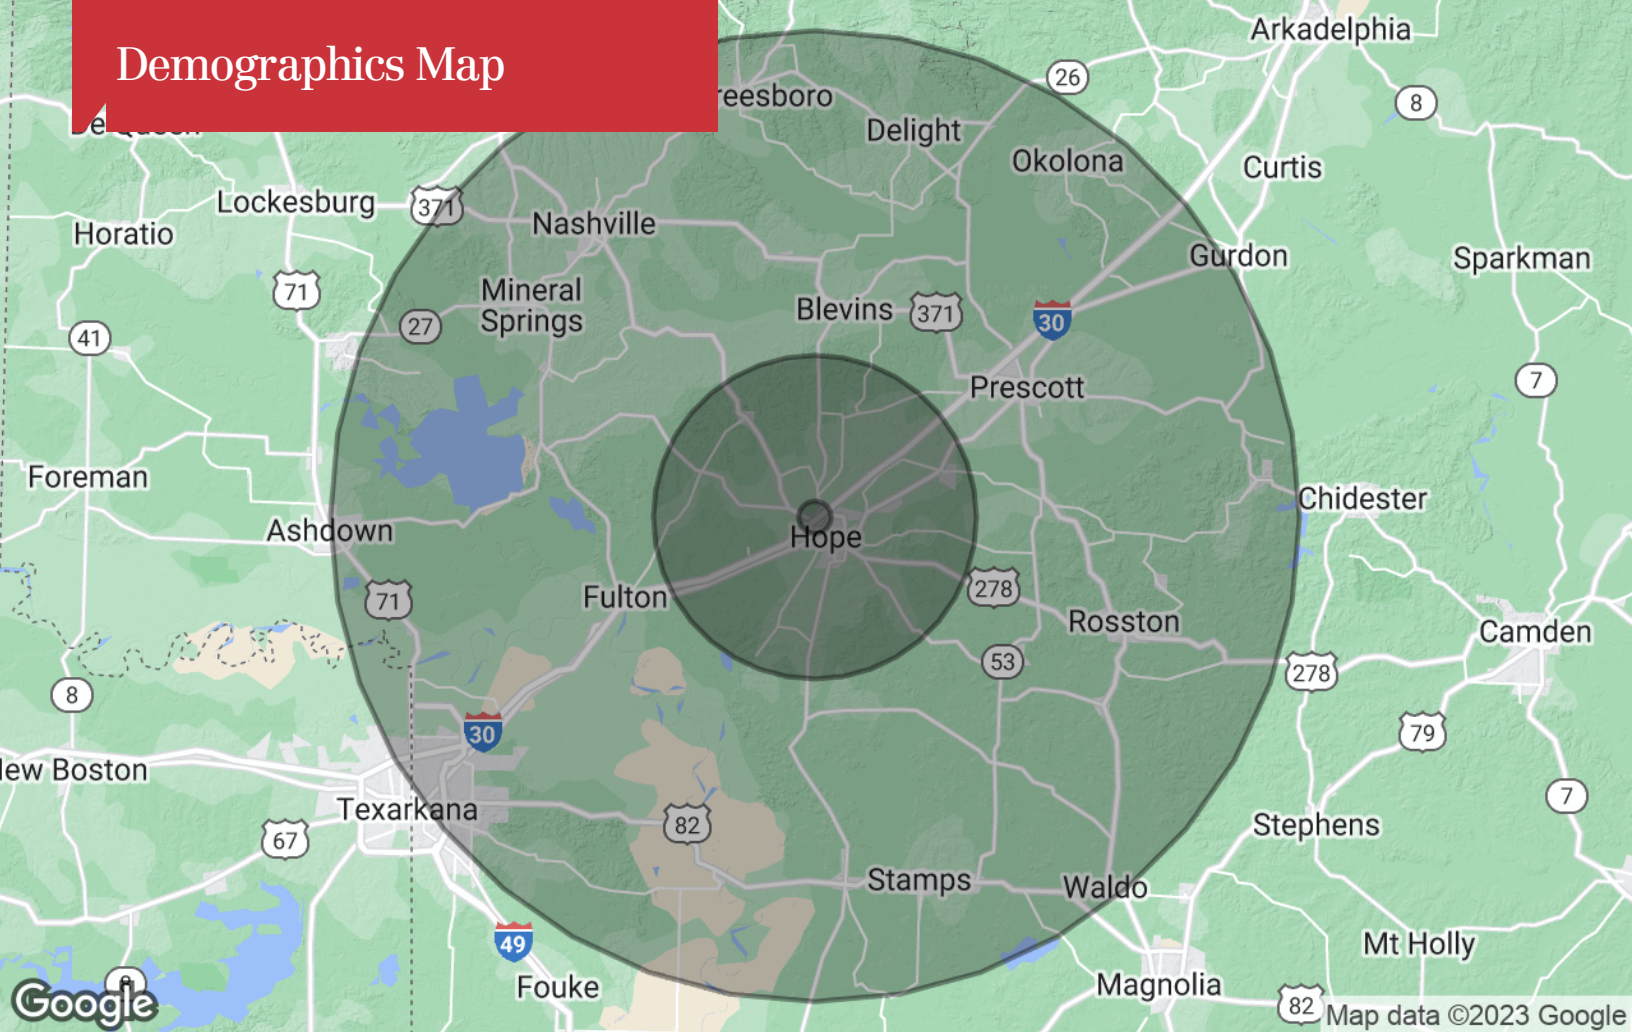 Demographics Map
Arkadelphia
26
8
reesboro
Delight
Okolona
Curtis
Lockesburg
371
Nashville
Horatio
Gurdon
Sparkman
71
Mineral
Springs
27
Blevins
371
30
41
Prescott
7
Foreman
Chidester
Ashdown
Hope
278
71
Fulton
Rosston
Camden
53
278
8
30
79
ew Boston
7
Texarkana
82
67
Stephens
Stamps
Waldo
49
Mt Holly
Fouke
Magnolia
82
Google
Map data ©2023 Google